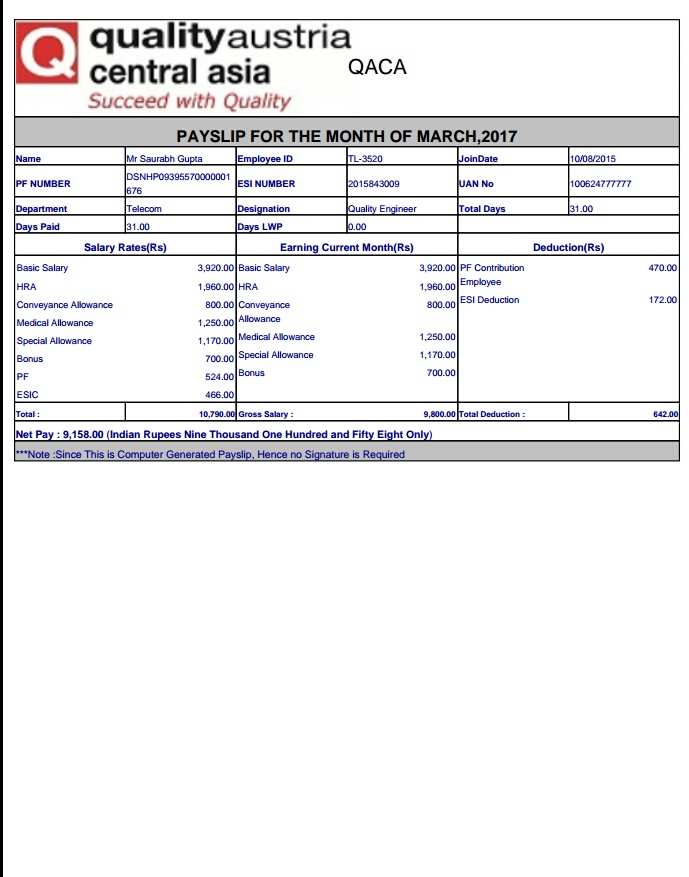 qualityaustria
central asia
Succeed with Quality
QACA
PAYSLIP FOR THE MONTH OF MARCH,2017
Name Mr Saurabh Gupta Employee ID TL-3520 JoinDate 10/08/2015
PF NUMBER DSNHP09395570000001
676 ESI NUMBER 2015843009 UAN No 100624777777
Department Telecom Designation Quality Engineer Total Days 31.00
Days Paid 31.00 Days LWP 0.00
Salary Rates(Rs) Earning Current Month(Rs) Deduction(Rs)
Basic Salary 3,920.00 Basic Salary 3,920.00 PF Contribution 470.00
Employee
HRA 1,960.00 HRA 1,960.00
Conveyance Allowance 800.00 Conveyance 800.00 ESI Deduction 172.00
Allowance
Medical Allowance 1,250.00 Medical Allowance 1,250.00
Special Allowance 1,170.00 Special Allowance 1,170.00
Bonus 700.00 Bonus 700.00
PF 524.00
ESIC 466.00
Total : 10,790.00 Gross Salary : 9,800.00 Total Deduction : 642.00
Net Pay : 9,158.00 (Indian Rupees Nine Thousand One Hundred and Fifty Eight Only)
***Note :Since This is Computer Generated Payslip, Hence no Signature is Required